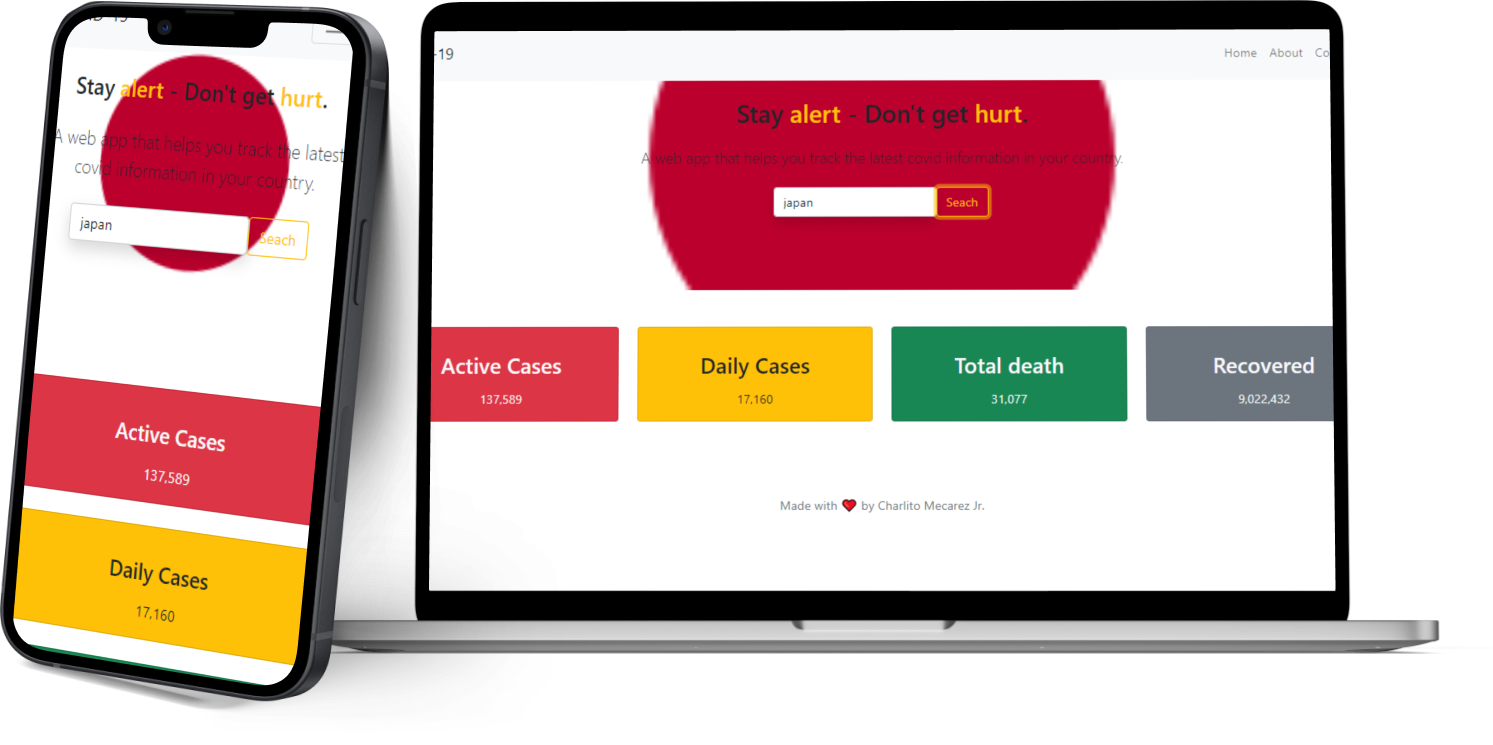 Stay alert - Don't get hurt.
A web app that helps you track the latest
covid information in your country.
japan
Seach
Active Cases
137,589
Daily Cases
17,160
-19
Home About Co
Stay alert - Don't get hurt.
A web app that helps you track the latest covid information in your country.
japan
Seach
Active Cases
137,589
Daily Cases
17,160
Total death
31,077
Recovered
9,022,432
Made with ❤️ by Charlito Mecarez Jr.